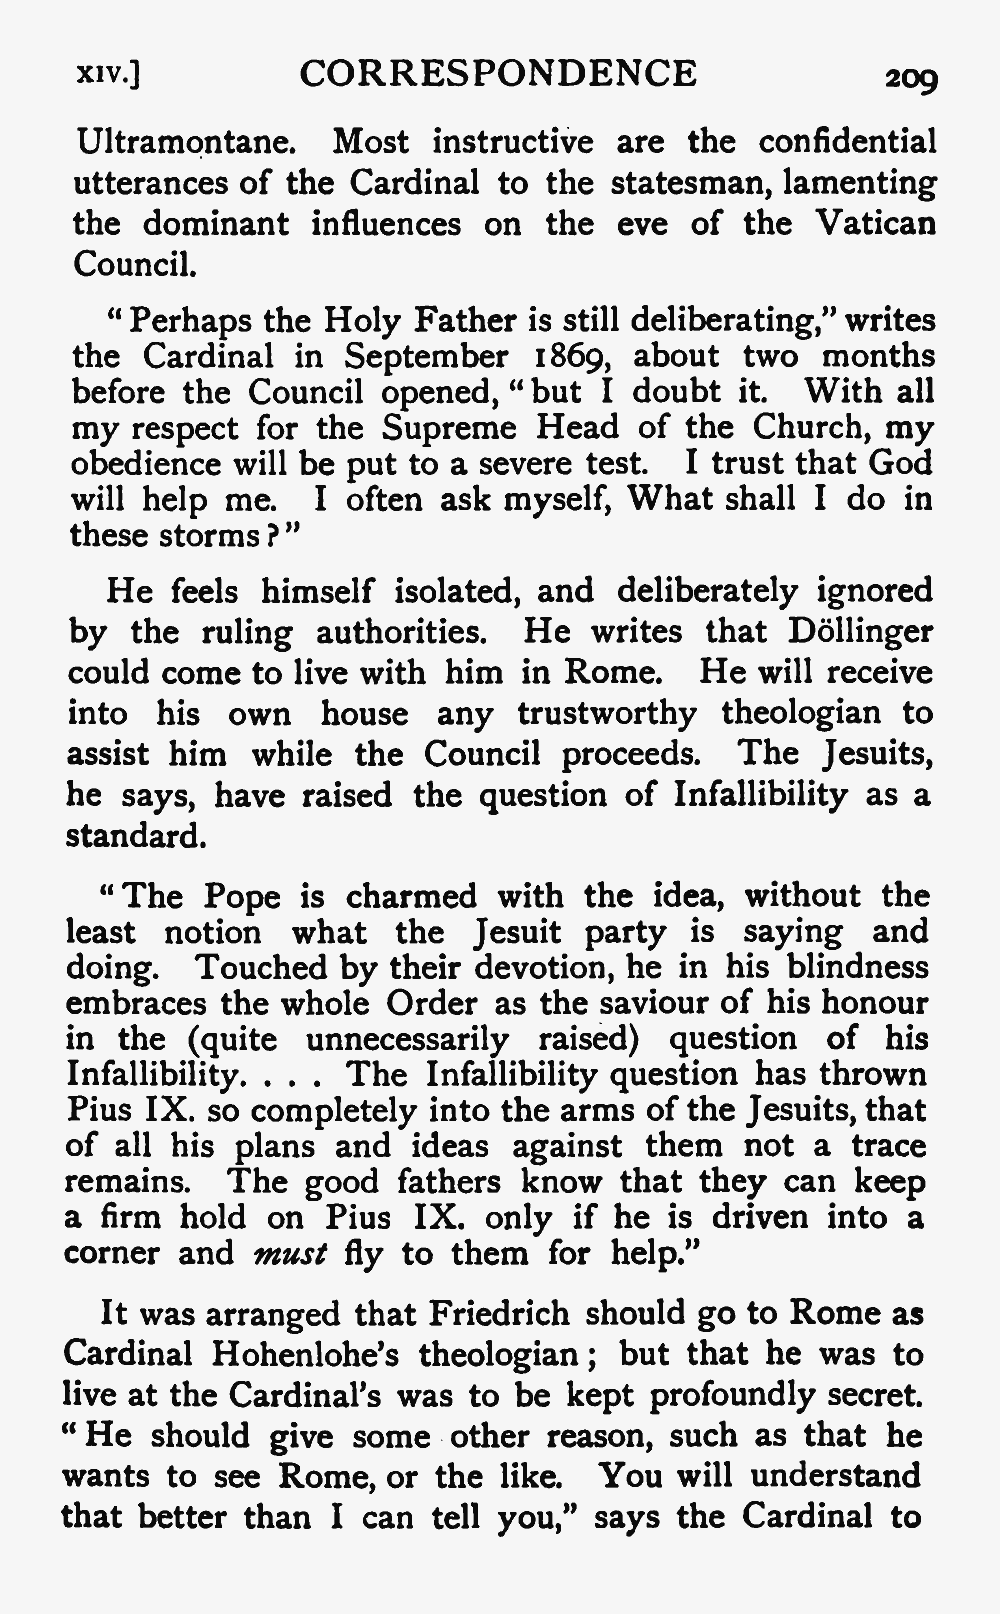 XIV.] CORRESPONDENCE 209
Ultramontane. Most instructive are the confidential
utterances of the Cardinal to the statesman, lamenting
the dominant influences on the eve of the Vatican
Council.
“Perhaps the Holy Father is still deliberating,” writes
the Cardinal in September 1869, about two months
before the Council opened, “but I doubt it. With all
my respect for the Supreme Head of the Church, my
obedience will be put to a severe test. I trust that God
will help me. I often ask myself, What shall I do in
these storms?”
He feels himself isolated, and deliberately ignored
by the ruling authorities. He writes that Döllinger
could come to live with him in Rome. He will receive
into his own house any trustworthy theologian to
assist him while the Council proceeds. The Jesuits,
he says, have raised the question of Infallibility as a
standard.
“The Pope is charmed with the idea, without the
least notion what the Jesuit party is saying and
doing. Touched by their devotion, he in his blindness
embraces the whole Order as the saviour of his honour
in the (quite unnecessarily raised) question of his
Infallibility. . . . The Infallibility question has thrown
Pius IX. so completely into the arms of the Jesuits, that
of all his plans and ideas against them not a trace
remains. The good fathers know that they can keep
a firm hold on Pius IX. only if he is driven into a
corner and must fly to them for help.”
It was arranged that Friedrich should go to Rome as
Cardinal Hohenlohe’s theologian; but that he was to
live at the Cardinal’s was to be kept profoundly secret.
“He should give some other reason, such as that he
wants to see Rome, or the like. You will understand
that better than I can tell you,” says the Cardinal to